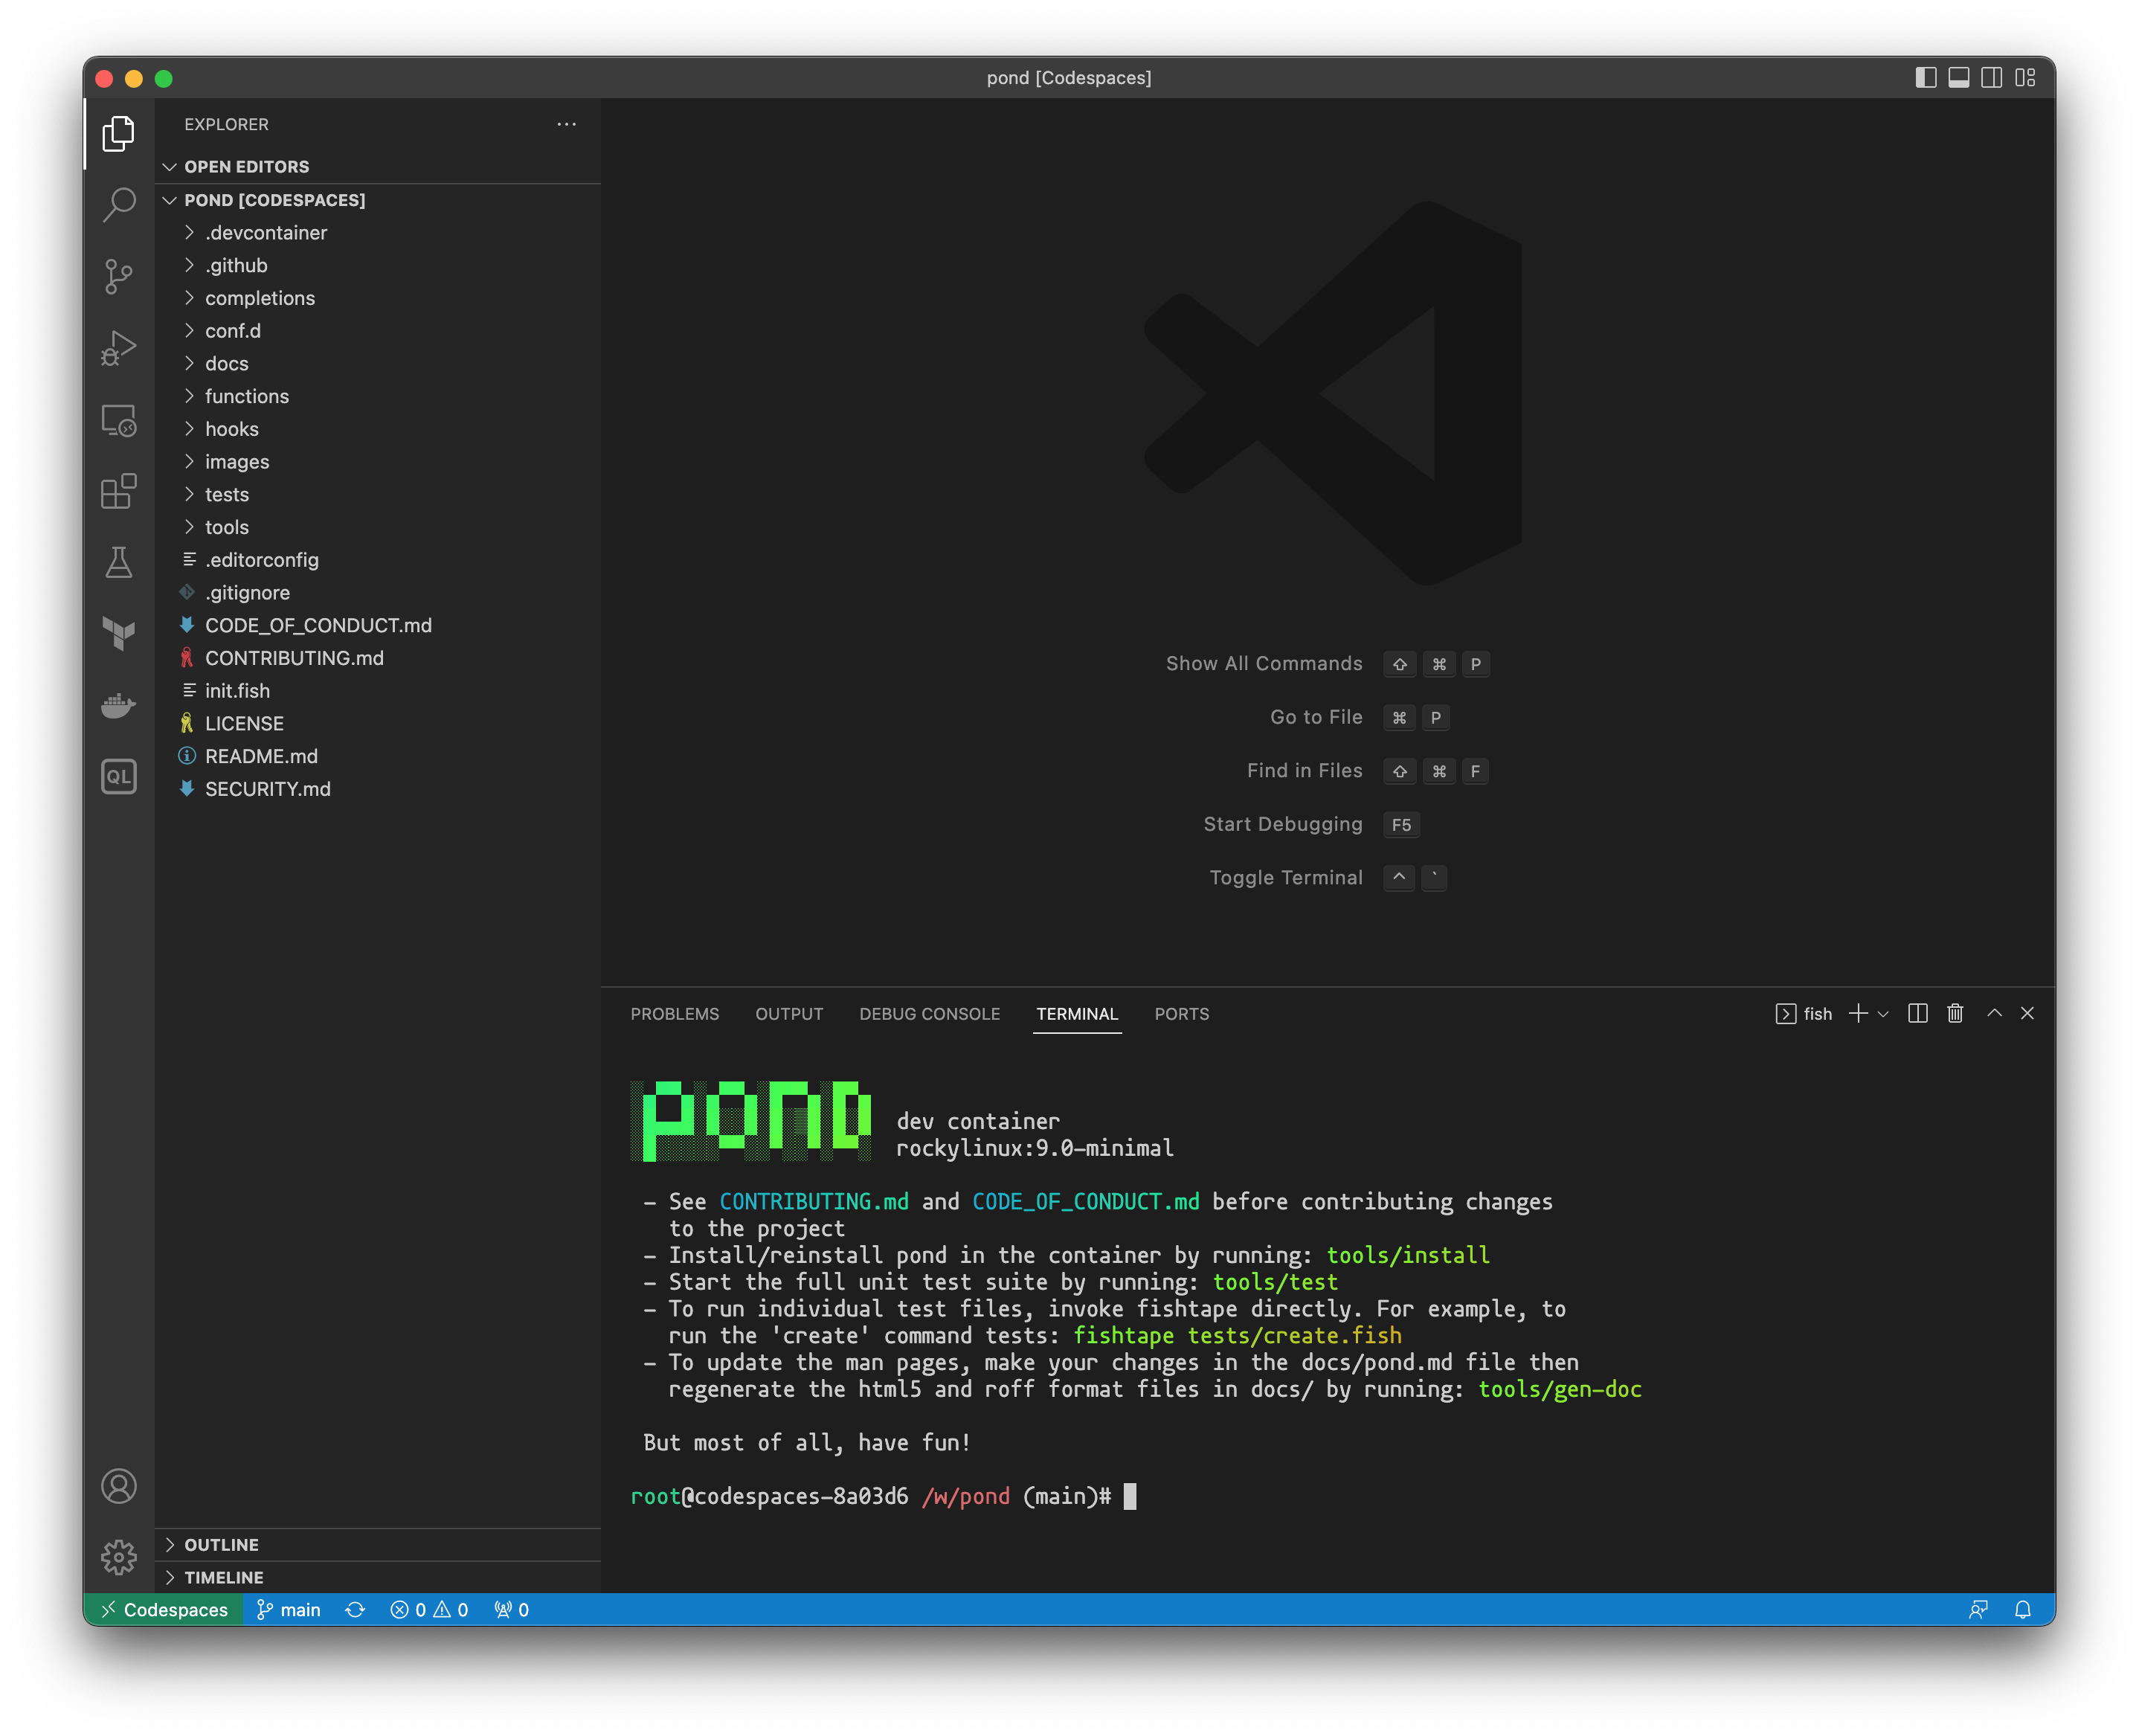 pond [Codespaces]
EXPLORER
OPEN EDITORS
POND [CODESPACES]
.devcontainer
.github
completions
conf.d
docs
functions
hooks
images
tests
tools
.editorconfig
.gitignore
CODE_OF_CONDUCT.md
CONTRIBUTING.md
init.fish
LICENSE
README.md
SECURITY.md
QL
OUTLINE
TIMELINE
Show All Commands ⇧ ⌘ P
Go to File ⌘ P
Find in Files ⇧ ⌘ F
Start Debugging F5
Toggle Terminal ^ `
PROBLEMS OUTPUT DEBUG CONSOLE TERMINAL PORTS fish
pond
dev container
rockylinux:9.0-minimal
- See CONTRIBUTING.md and CODE_OF_CONDUCT.md before contributing changes
to the project
- Install/reinstall pond in the container by running: tools/install
- Start the full unit test suite by running: tools/test
- To run individual test files, invoke fishtape directly. For example, to
run the 'create' command tests: fishtape tests/create.fish
- To update the man pages, make your changes in the docs/pond.md file then
regenerate the html5 and roff format files in docs/ by running: tools/gen-doc
But most of all, have fun!
root@codespaces-8a03d6 /w/pond (main)#
Codespaces main 0 0 0